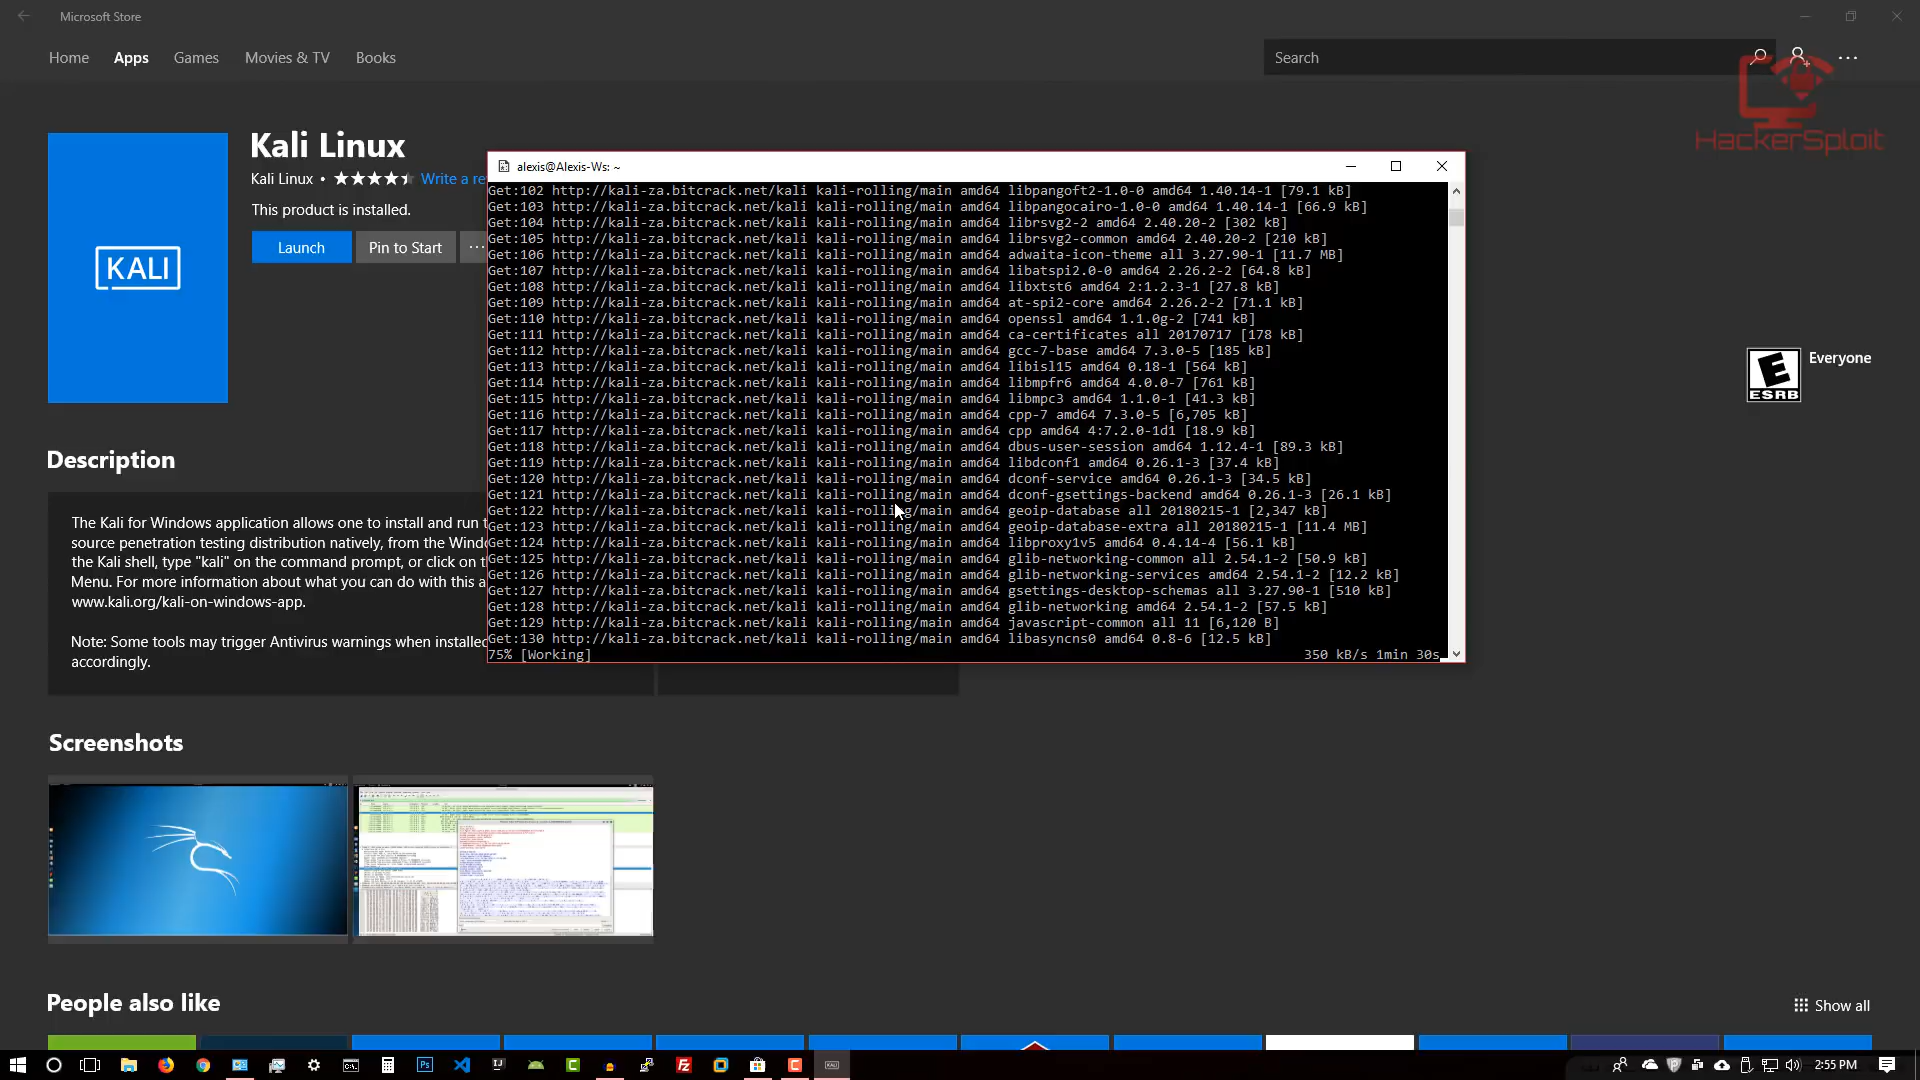 Microsoft Store
Home Apps Games Movies & TV Books
Search
HackerSploit
Kali Linux
Kali Linux • Write a re
This product is installed.
Launch Pin to Start ...
KALI
alexis@Alexis-Ws: ~
Get:102 http://kali-za.bitcrack.net/kali kali-rolling/main amd64 libpangoft2-1.0-0 amd64 1.40.14-1 [79.1 kB]
Get:103 http://kali-za.bitcrack.net/kali kali-rolling/main amd64 libpangocairo-1.0-0 amd64 1.40.14-1 [66.9 kB]
Get:104 http://kali-za.bitcrack.net/kali kali-rolling/main amd64 librsvg2-2 amd64 2.40.20-2 [302 kB]
Get:105 http://kali-za.bitcrack.net/kali kali-rolling/main amd64 librsvg2-common amd64 2.40.20-2 [210 kB]
Get:106 http://kali-za.bitcrack.net/kali kali-rolling/main amd64 adwaita-icon-theme all 3.27.90-1 [11.7 MB]
Get:107 http://kali-za.bitcrack.net/kali kali-rolling/main amd64 libatspi2.0-0 amd64 2.26.2-2 [64.8 kB]
Get:108 http://kali-za.bitcrack.net/kali kali-rolling/main amd64 libxtst6 amd64 2:1.2.3-1 [27.8 kB]
Get:109 http://kali-za.bitcrack.net/kali kali-rolling/main amd64 at-spi2-core amd64 2.26.2-2 [71.1 kB]
Get:110 http://kali-za.bitcrack.net/kali kali-rolling/main amd64 openssl amd64 1.1.0g-2 [741 kB]
Get:111 http://kali-za.bitcrack.net/kali kali-rolling/main amd64 ca-certificates all 20170717 [178 kB]
Get:112 http://kali-za.bitcrack.net/kali kali-rolling/main amd64 gcc-7-base amd64 7.3.0-5 [185 kB]
Get:113 http://kali-za.bitcrack.net/kali kali-rolling/main amd64 libisl15 amd64 0.18-1 [564 kB]
Get:114 http://kali-za.bitcrack.net/kali kali-rolling/main amd64 libmpfr6 amd64 4.0.0-7 [761 kB]
Get:115 http://kali-za.bitcrack.net/kali kali-rolling/main amd64 libmpc3 amd64 1.1.0-1 [41.3 kB]
Get:116 http://kali-za.bitcrack.net/kali kali-rolling/main amd64 cpp-7 amd64 7.3.0-5 [6,705 kB]
Get:117 http://kali-za.bitcrack.net/kali kali-rolling/main amd64 cpp amd64 4:7.2.0-1d1 [18.9 kB]
Get:118 http://kali-za.bitcrack.net/kali kali-rolling/main amd64 dbus-user-session amd64 1.12.4-1 [89.3 kB]
Get:119 http://kali-za.bitcrack.net/kali kali-rolling/main amd64 libdconf1 amd64 0.26.1-3 [37.4 kB]
Get:120 http://kali-za.bitcrack.net/kali kali-rolling/main amd64 dconf-service amd64 0.26.1-3 [34.5 kB]
Get:121 http://kali-za.bitcrack.net/kali kali-rolling/main amd64 dconf-gsettings-backend amd64 0.26.1-3 [26.1 kB]
Get:122 http://kali-za.bitcrack.net/kali kali-rolling/main amd64 geoip-database all 20180215-1 [2,347 kB]
Get:123 http://kali-za.bitcrack.net/kali kali-rolling/main amd64 geoip-database-extra all 20180215-1 [11.4 MB]
Get:124 http://kali-za.bitcrack.net/kali kali-rolling/main amd64 libproxy1v5 amd64 0.4.14-4 [56.1 kB]
Get:125 http://kali-za.bitcrack.net/kali kali-rolling/main amd64 glib-networking-common all 2.54.1-2 [50.9 kB]
Get:126 http://kali-za.bitcrack.net/kali kali-rolling/main amd64 glib-networking-services amd64 2.54.1-2 [12.2 kB]
Get:127 http://kali-za.bitcrack.net/kali kali-rolling/main amd64 gsettings-desktop-schemas all 3.27.90-1 [510 kB]
Get:128 http://kali-za.bitcrack.net/kali kali-rolling/main amd64 glib-networking amd64 2.54.1-2 [57.5 kB]
Get:129 http://kali-za.bitcrack.net/kali kali-rolling/main amd64 javascript-common all 11 [6,120 B]
Get:130 http://kali-za.bitcrack.net/kali kali-rolling/main amd64 libasyncns0 amd64 0.8-6 [12.5 kB]
75% [Working] 350 kB/s 1min 30s
E
ESRB
Everyone
Description
The Kali for Windows application allows one to install and run t
source penetration testing distribution natively, from the Windo
the Kali shell, type "kali" on the command prompt, or click on t
Menu. For more information about what you can do with this a
www.kali.org/kali-on-windows-app.
Note: Some tools may trigger Antivirus warnings when installed
accordingly.
Screenshots
People also like
Show all
2:55 PM